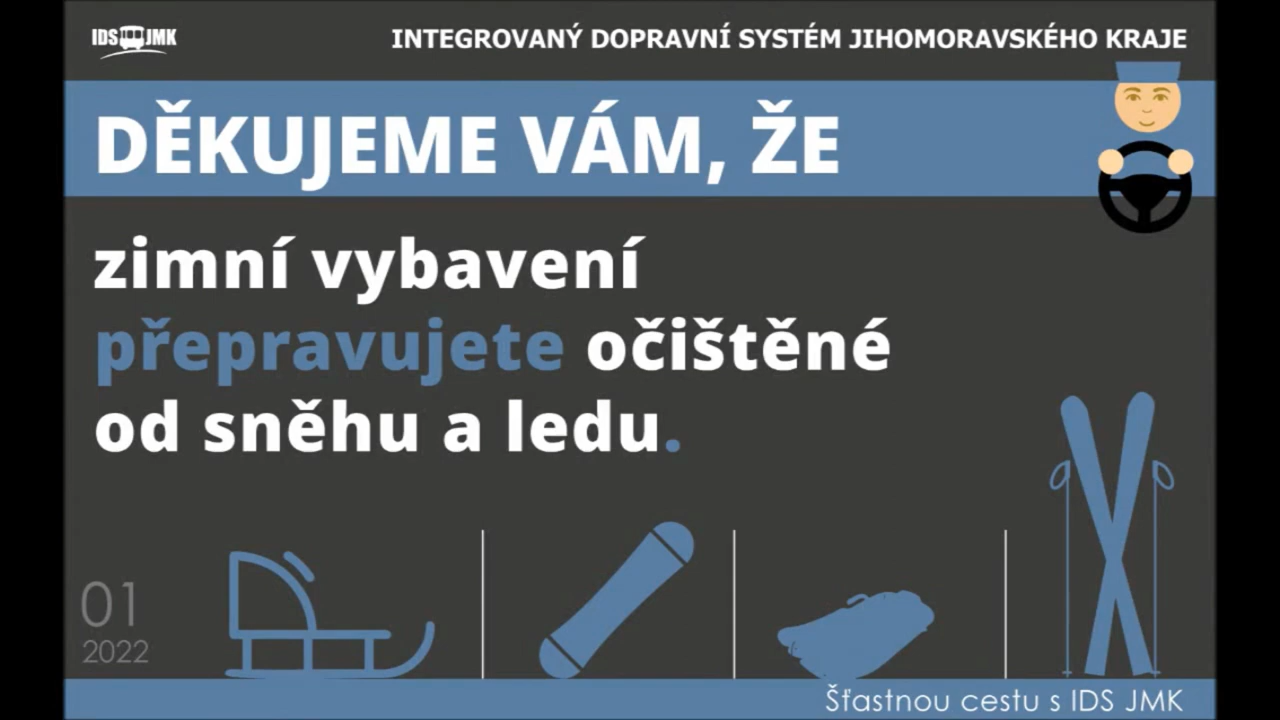 IDS JMK
INTEGROVANÝ DOPRAVNÍ SYSTÉM JIHOMORAVSKÉHO KRAJE
DĚKUJEME VÁM, ŽE
zimní vybavení
přepravujete očištěné
od sněhu a ledu.
01
2022
Šťastnou cestu s IDS JMK